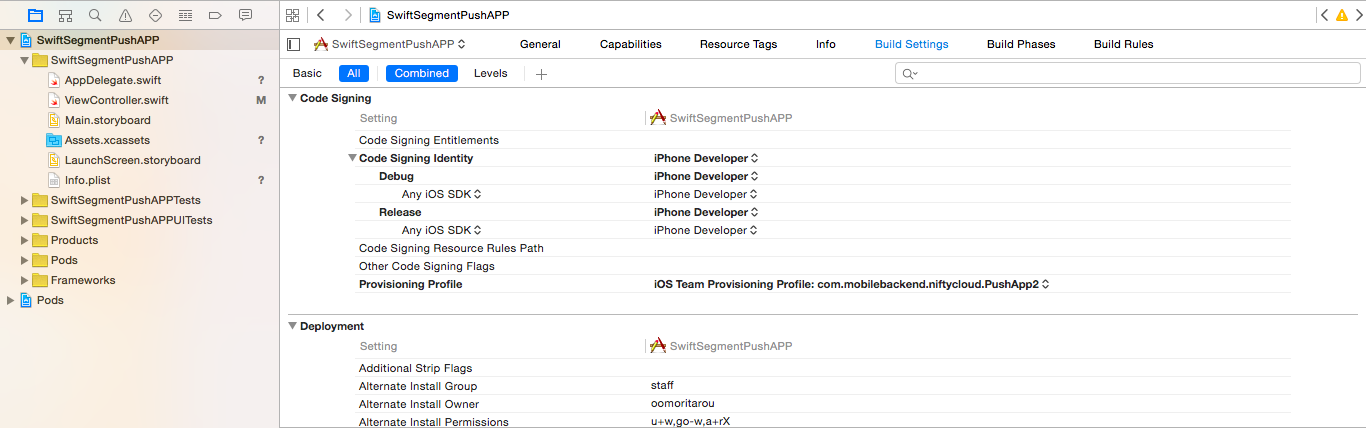 SwiftSegmentPushAPP
SwiftSegmentPushAPP
SwiftSegmentPushAPP
AppDelegate.swift ?
ViewController.swift M
Main.storyboard
Assets.xcassets ?
LaunchScreen.storyboard
Info.plist ?
SwiftSegmentPushAPPTests
SwiftSegmentPushAPPUITests
Products
Pods
Frameworks
Pods
SwiftSegmentPushAPP General Capabilities Resource Tags Info Build Settings Build Phases Build Rules
Basic All Combined Levels
Code Signing
Setting SwiftSegmentPushAPP
Code Signing Entitlements
Code Signing Identity iPhone Developer
Debug iPhone Developer
Any iOS SDK iPhone Developer
Release iPhone Developer
Any iOS SDK iPhone Developer
Code Signing Resource Rules Path
Other Code Signing Flags
Provisioning Profile iOS Team Provisioning Profile: com.mobilebackend.niftycloud.PushApp2
Deployment
Setting SwiftSegmentPushAPP
Additional Strip Flags
Alternate Install Group staff
Alternate Install Owner oomoritarou
Alternate Install Permissions u+w,go-w,a+rX